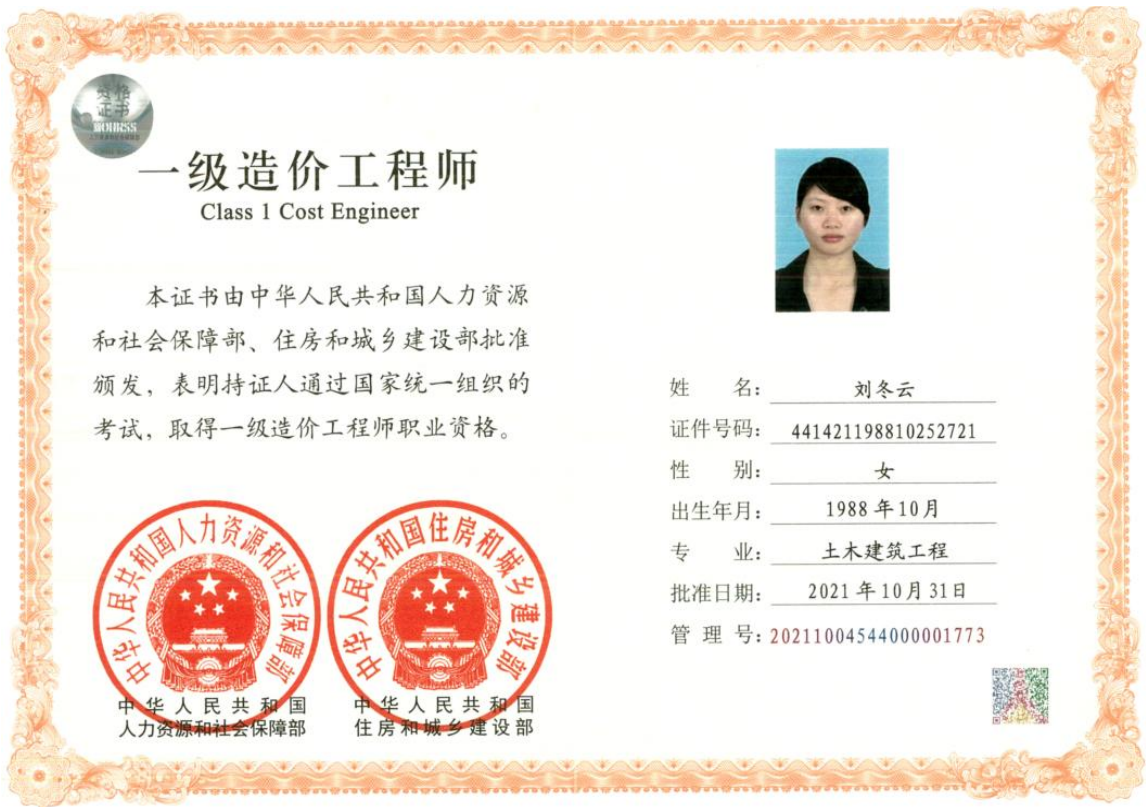 资格
证书
MOHRSS
一级造价工程师
Class 1 Cost Engineer
本证书由中华人民共和国人力资源
和社会保障部、住房和城乡建设部批准
颁发，表明持证人通过国家统一组织的
考试，取得一级造价工程师职业资格。
中华人民共和国人力资源和社会保障部
中华人民共和国
人力资源和社会保障部
中华人民共和国住房和城乡建设部
中华人民共和国
住房和城乡建设部
姓 名：刘冬云
证件号码：441421198810252721
性 别：女
出生年月：1988年10月
专 业：土木建筑工程
批准日期：2021年10月31日
管 理 号：20211004544000001773